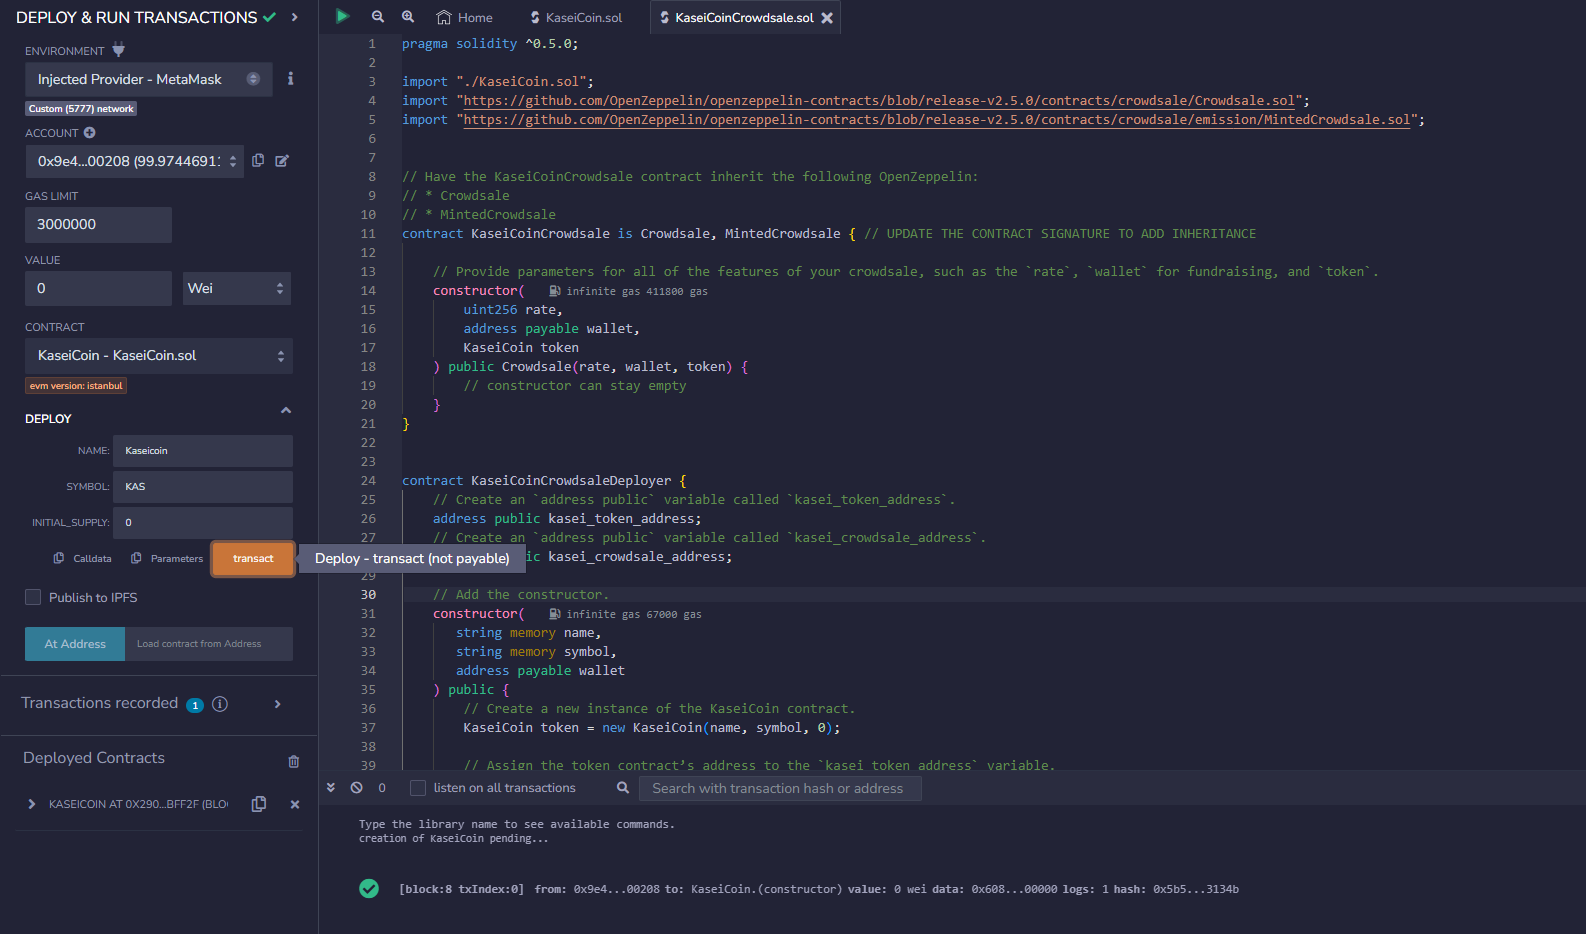 DEPLOY & RUN TRANSACTIONS
ENVIRONMENT
Injected Provider - MetaMask
Custom (5777) network
ACCOUNT
0x9e4...00208 (99.97446911
GAS LIMIT
3000000
VALUE
0
Wei
CONTRACT
KaseiCoin - KaseiCoin.sol
evm version: istanbul
DEPLOY
NAME: Kaseicoin
SYMBOL: KAS
INITIAL_SUPPLY: 0
Calldata Parameters transact
Deploy - transact (not payable)
Publish to IPFS
At Address Load contract from Address
Transactions recorded 1
Deployed Contracts
KASEICOIN AT 0X290...BFF2F (BLO
Home KaseiCoin.sol KaseiCoinCrowdsale.sol
1 pragma solidity ^0.5.0;
2
3 import "./KaseiCoin.sol";
4 import "https://github.com/OpenZeppelin/openzeppelin-contracts/blob/release-v2.5.0/contracts/crowdsale/Crowdsale.sol";
5 import "https://github.com/OpenZeppelin/openzeppelin-contracts/blob/release-v2.5.0/contracts/crowdsale/emission/MintedCrowdsale.sol";
6
7
8 // Have the KaseiCoinCrowdsale contract inherit the following OpenZeppelin:
9 // * Crowdsale
10 // * MintedCrowdsale
11 contract KaseiCoinCrowdsale is Crowdsale, MintedCrowdsale { // UPDATE THE CONTRACT SIGNATURE TO ADD INHERITANCE
12
13 // Provide parameters for all of the features of your crowdsale, such as the `rate`, `wallet` for fundraising, and `token`.
14 constructor( infinite gas 411800 gas
15 uint256 rate,
16 address payable wallet,
17 KaseiCoin token
18 ) public Crowdsale(rate, wallet, token) {
19 // constructor can stay empty
20 }
21 }
22
23
24 contract KaseiCoinCrowdsaleDeployer {
25 // Create an `address public` variable called `kasei_token_address`.
26 address public kasei_token_address;
27 // Create an `address public` variable called `kasei_crowdsale_address`.
ic kasei_crowdsale_address;
29
30 // Add the constructor.
31 constructor( infinite gas 67000 gas
32 string memory name,
33 string memory symbol,
34 address payable wallet
35 ) public {
36 // Create a new instance of the KaseiCoin contract.
37 KaseiCoin token = new KaseiCoin(name, symbol, 0);
38
39 // Assign the token contract’s address to the `kasei_token_address` variable.
0 listen on all transactions Search with transaction hash or address
Type the library name to see available commands.
creation of KaseiCoin pending...
[block:8 txIndex:0] from: 0x9e4...00208 to: KaseiCoin.(constructor) value: 0 wei data: 0x608...00000 logs: 1 hash: 0x5b5...3134b